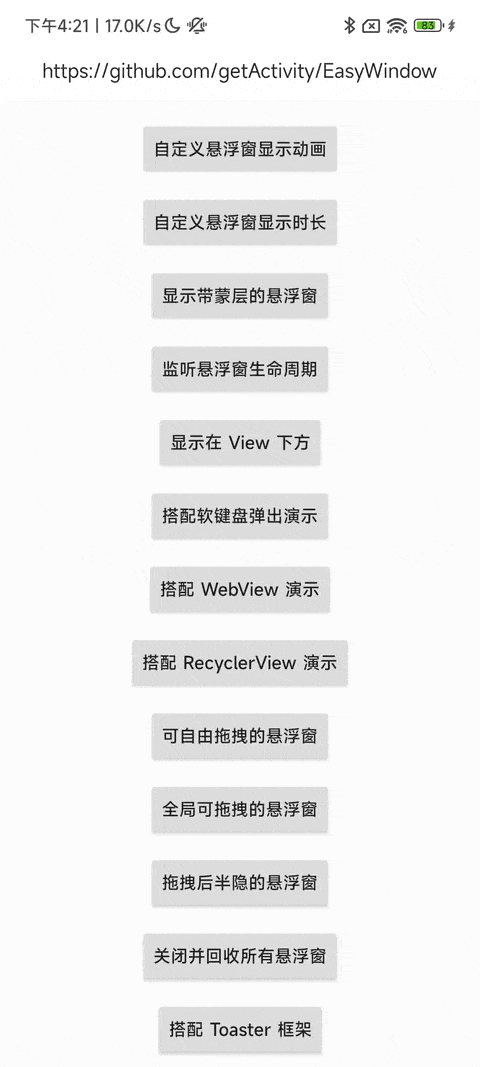 下午4:21 | 17.0K/s
83
https://github.com/getActivity/EasyWindow
自定义悬浮窗显示动画
自定义悬浮窗显示时长
显示带蒙层的悬浮窗
监听悬浮窗生命周期
显示在 View 下方
搭配软键盘弹出演示
搭配 WebView 演示
搭配 RecyclerView 演示
可自由拖拽的悬浮窗
全局可拖拽的悬浮窗
拖拽后半隐的悬浮窗
关闭并回收所有悬浮窗
搭配 Toaster 框架